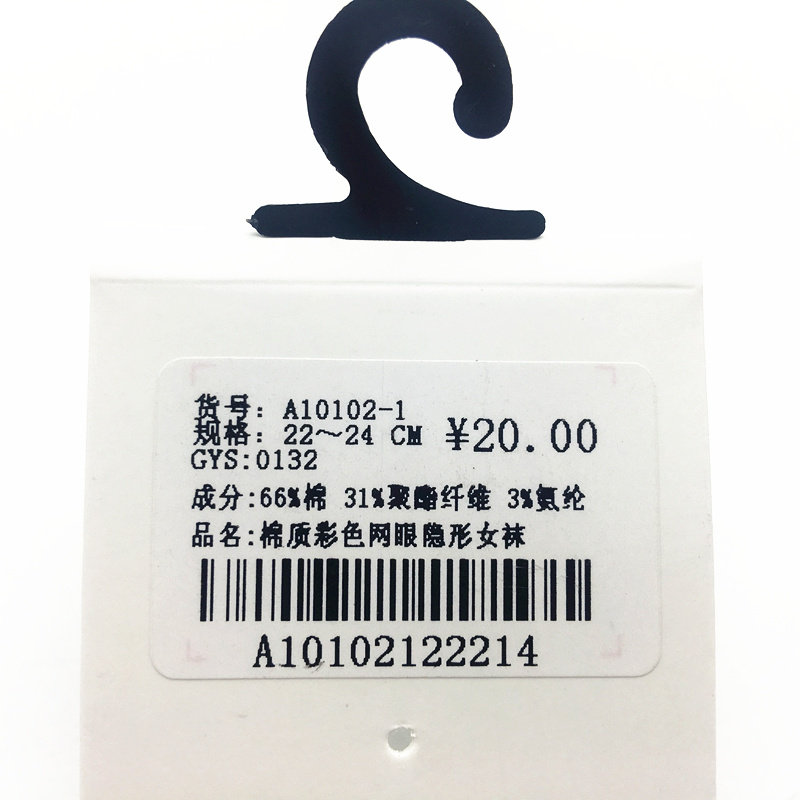 货号: A10102-1
规格: 22～24 CM ¥20.00
GYS:0132
成分:66%棉 31%聚酯纤维 3%氨纶
品名:棉质彩色网眼隐形女袜
A10102122214